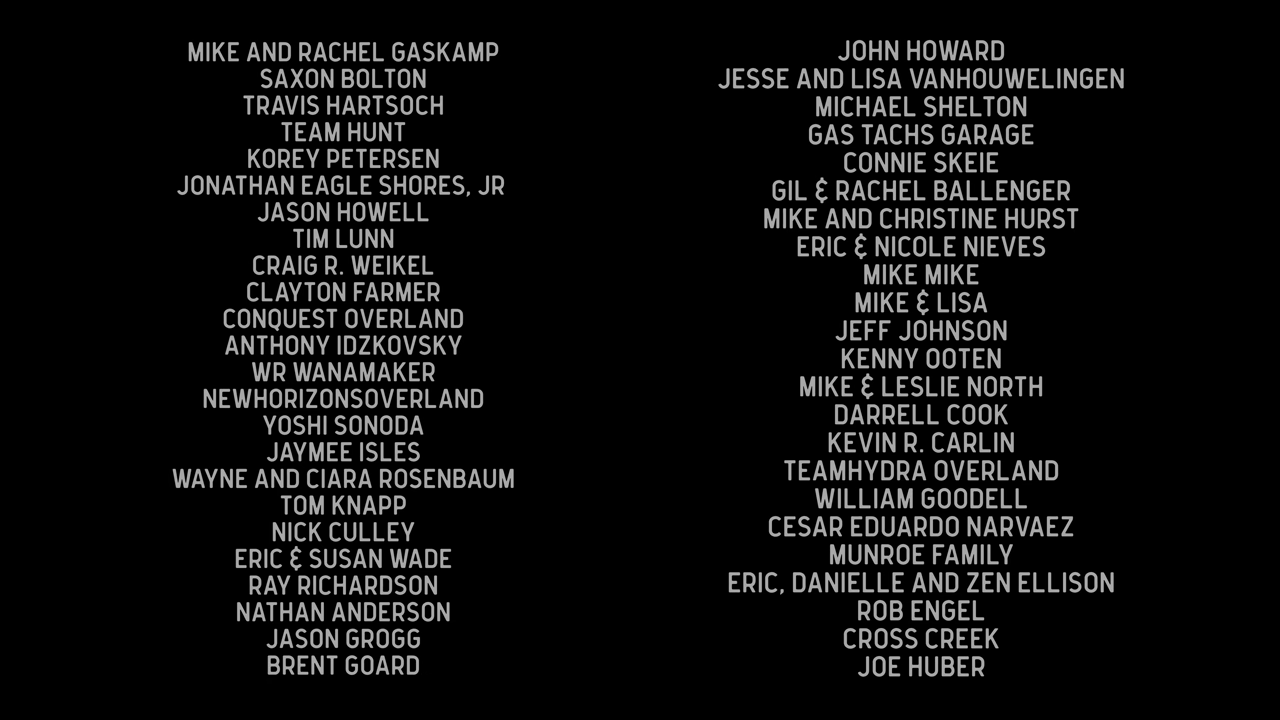 MIKE AND RACHEL GASKAMP
SAXON BOLTON
TRAVIS HARTSOCH
TEAM HUNT
KOREY PETERSEN
JONATHAN EAGLE SHORES, JR
JASON HOWELL
TIM LUNN
CRAIG R. WEIKEL
CLAYTON FARMER
CONQUEST OVERLAND
ANTHONY IDZKOVSKY
WR WANAMAKER
NEWHORIZONSOVERLAND
YOSHI SONODA
JAYMEE ISLES
WAYNE AND CIARA ROSENBAUM
TOM KNAPP
NICK CULLEY
ERIC & SUSAN WADE
RAY RICHARDSON
NATHAN ANDERSON
JASON GROGG
BRENT GOARD
JOHN HOWARD
JESSE AND LISA VANHOUWELINGEN
MICHAEL SHELTON
GAS TACHS GARAGE
CONNIE SKEIE
GIL & RACHEL BALLENGER
MIKE AND CHRISTINE HURST
ERIC & NICOLE NIEVES
MIKE MIKE
MIKE & LISA
JEFF JOHNSON
KENNY OOTEN
MIKE & LESLIE NORTH
DARRELL COOK
KEVIN R. CARLIN
TEAMHYDRA OVERLAND
WILLIAM GOODELL
CESAR EDUARDO NARVAEZ
MUNROE FAMILY
ERIC, DANIELLE AND ZEN ELLISON
ROB ENGEL
CROSS CREEK
JOE HUBER